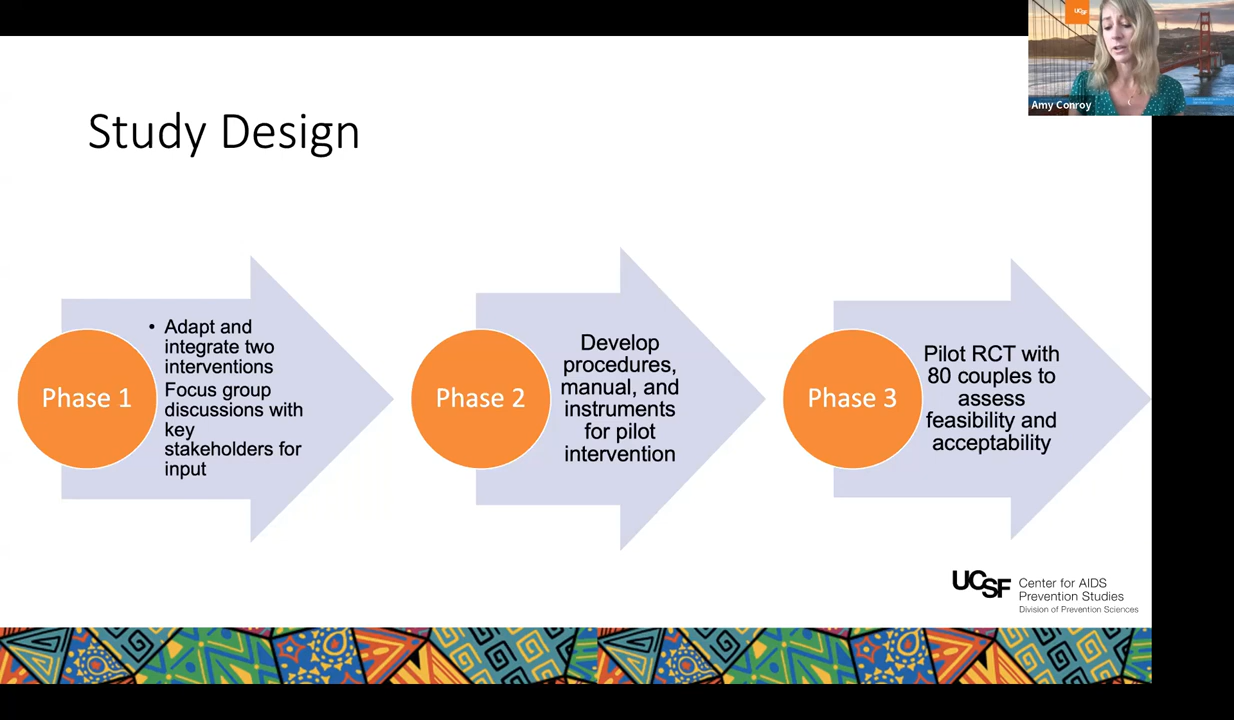 UCSF
Amy Conroy
Study Design
Phase 1
• Adapt and
integrate two
interventions
Focus group
discussions with
key
stakeholders for
input
Phase 2
Develop
procedures,
manual, and
instruments
for pilot
intervention
Phase 3
Pilot RCT with
80 couples to
assess
feasibility and
acceptability
UCSF
Center for AIDS
Prevention Studies
Division of Prevention Sciences